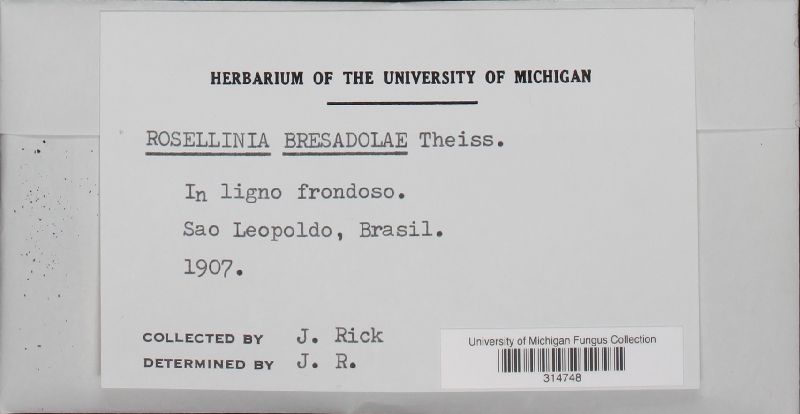 HERBARIUM OF THE UNIVERSITY OF MICHIGAN
ROSELLINIA BRESADOLAE Theiss.
In ligno frondoso.
Sao Leopoldo, Brasil.
1907.
COLLECTED BY J. Rick
DETERMINED BY J. R.
University of Michigan Fungus Collection
314748